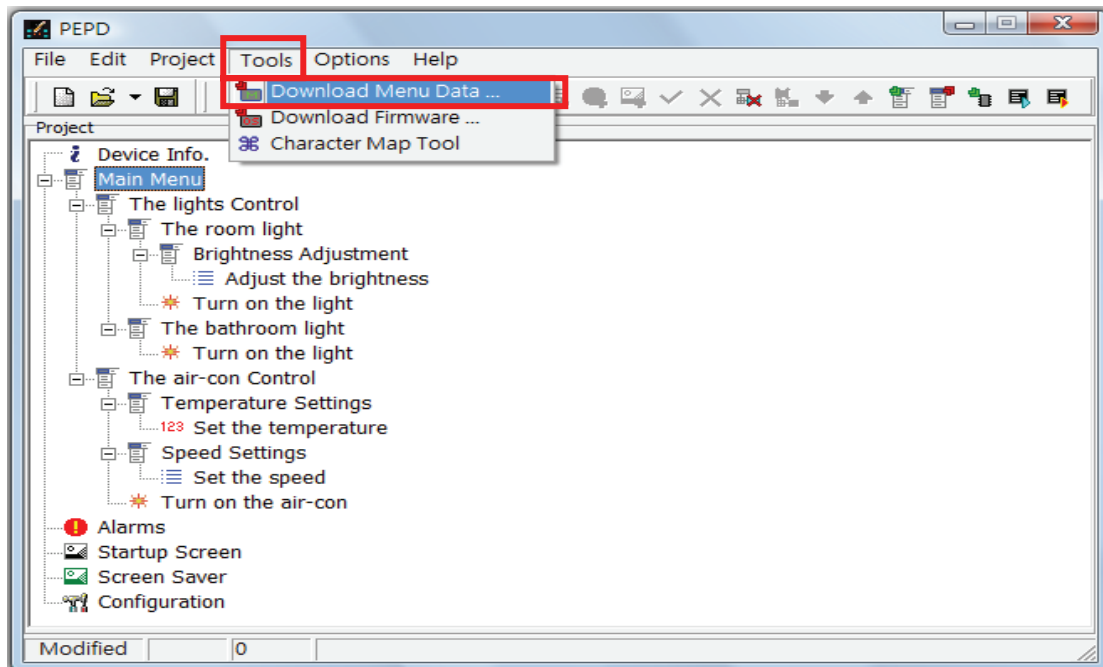 PEPD
File Edit Project Tools Options Help
Download Menu Data ...
Download Firmware ...
Character Map Tool
Project
i Device Info.
Main Menu
The lights Control
The room light
Brightness Adjustment
Adjust the brightness
Turn on the light
The bathroom light
Turn on the light
The air-con Control
Temperature Settings
123 Set the temperature
Speed Settings
Set the speed
Turn on the air-con
Alarms
Startup Screen
Screen Saver
Configuration
Modified 0